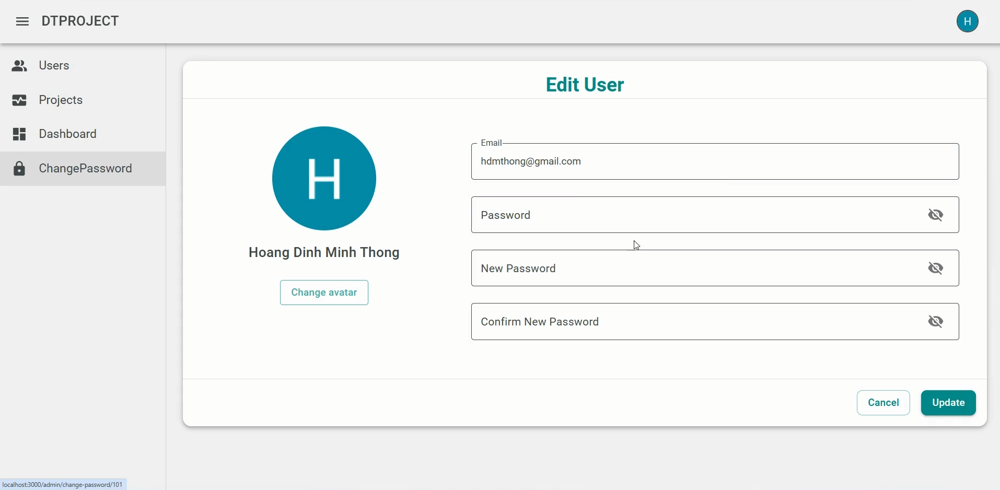 DTPROJECT
H
Users
Projects
Dashboard
ChangePassword
Edit User
H
Hoang Dinh Minh Thong
Change avatar
Email
hdmthong@gmail.com
Password
New Password
Confirm New Password
Cancel
Update
localhost:3000/admin/change-password/101